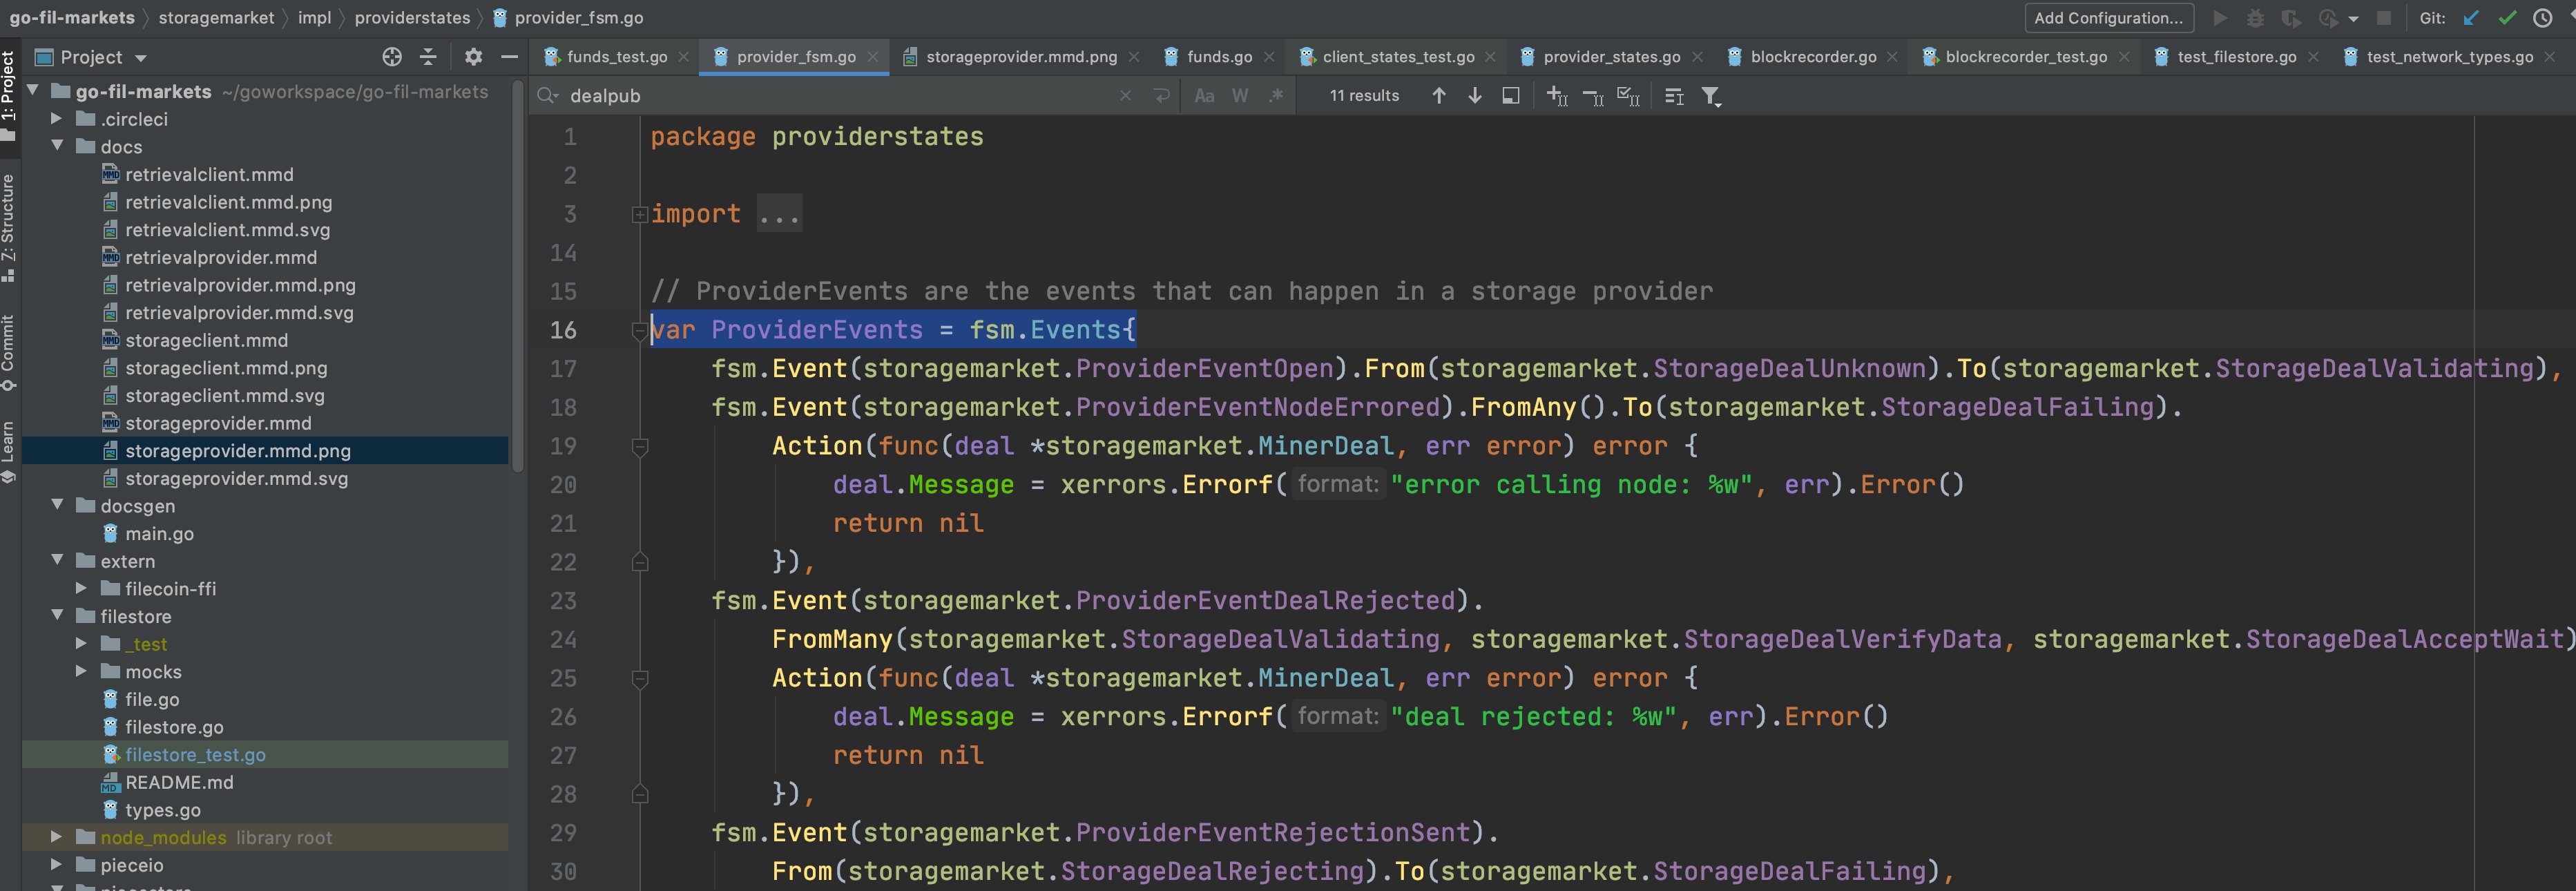 go-fil-markets storagemarket impl providerstates provider_fsm.go Add Configuration... Git:
Project funds_test.go provider_fsm.go storageprovider.mmd.png funds.go client_states_test.go provider_states.go blockrecorder.go blockrecorder_test.go test_filestore.go test_network_types.go
dealpub Aa W .* 11 results
1: Project
Z: Structure
Commit
Learn
go-fil-markets ~/goworkspace/go-fil-markets
.circleci
docs
retrievalclient.mmd
retrievalclient.mmd.png
retrievalclient.mmd.svg
retrievalprovider.mmd
retrievalprovider.mmd.png
retrievalprovider.mmd.svg
storageclient.mmd
storageclient.mmd.png
storageclient.mmd.svg
storageprovider.mmd
storageprovider.mmd.png
storageprovider.mmd.svg
docsgen
main.go
extern
filecoin-ffi
filestore
_test
mocks
file.go
filestore.go
filestore_test.go
README.md
types.go
node_modules library root
pieceio
1 package providerstates
2
3 import ...
14
15 // ProviderEvents are the events that can happen in a storage provider
16 var ProviderEvents = fsm.Events{
17 fsm.Event(storagemarket.ProviderEventOpen).From(storagemarket.StorageDealUnknown).To(storagemarket.StorageDealValidating),
18 fsm.Event(storagemarket.ProviderEventNodeErrored).FromAny().To(storagemarket.StorageDealFailing).
19 Action(func(deal *storagemarket.MinerDeal, err error) error {
20 deal.Message = xerrors.Errorf( format: "error calling node: %w", err).Error()
21 return nil
22 }),
23 fsm.Event(storagemarket.ProviderEventDealRejected).
24 FromMany(storagemarket.StorageDealValidating, storagemarket.StorageDealVerifyData, storagemarket.StorageDealAcceptWait)
25 Action(func(deal *storagemarket.MinerDeal, err error) error {
26 deal.Message = xerrors.Errorf( format: "deal rejected: %w", err).Error()
27 return nil
28 }),
29 fsm.Event(storagemarket.ProviderEventRejectionSent).
30 From(storagemarket.StorageDealRejecting).To(storagemarket.StorageDealFailing),